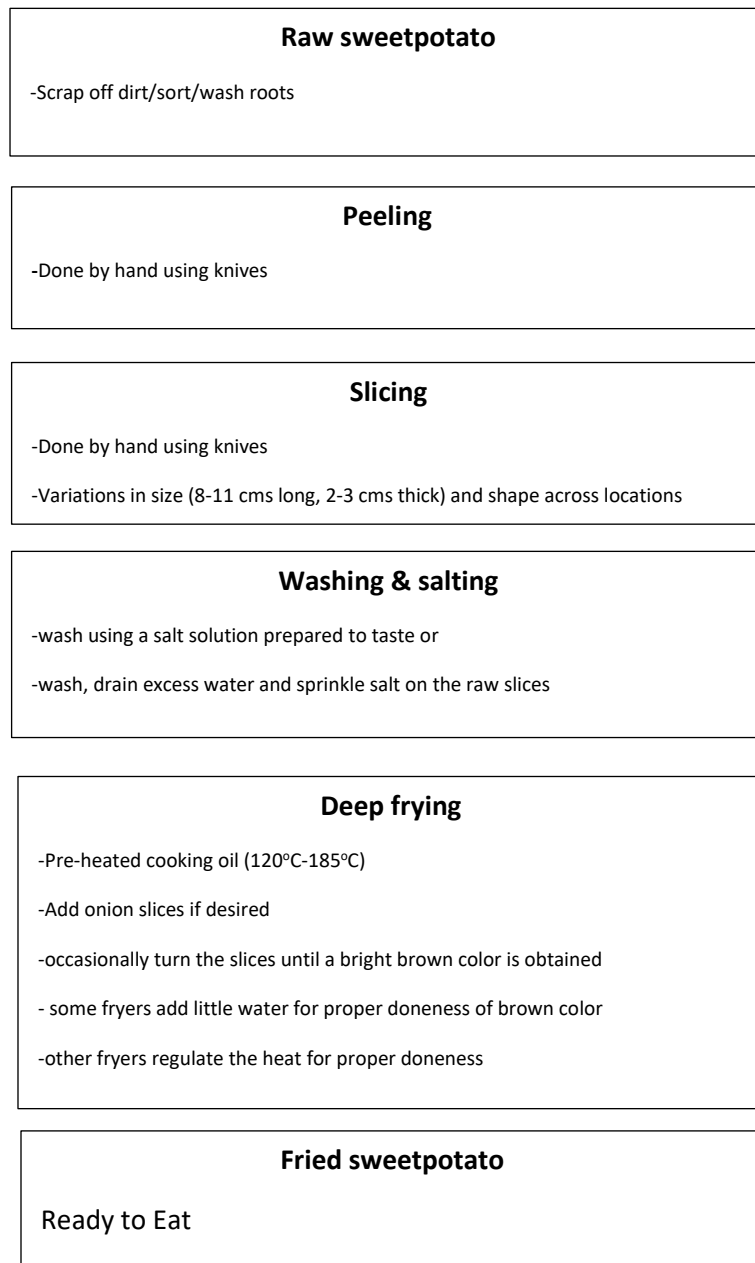 Raw sweetpotato
-Scrap off dirt/sort/wash roots
Peeling
-Done by hand using knives
Slicing
-Done by hand using knives
-Variations in size (8-11 cms long, 2-3 cms thick) and shape across locations
Washing & salting
-wash using a salt solution prepared to taste or
-wash, drain excess water and sprinkle salt on the raw slices
Deep frying
-Pre-heated cooking oil (120°C-185°C)
-Add onion slices if desired
-occasionally turn the slices until a bright brown color is obtained
- some fryers add little water for proper doneness of brown color
-other fryers regulate the heat for proper doneness
Fried sweetpotato
Ready to Eat